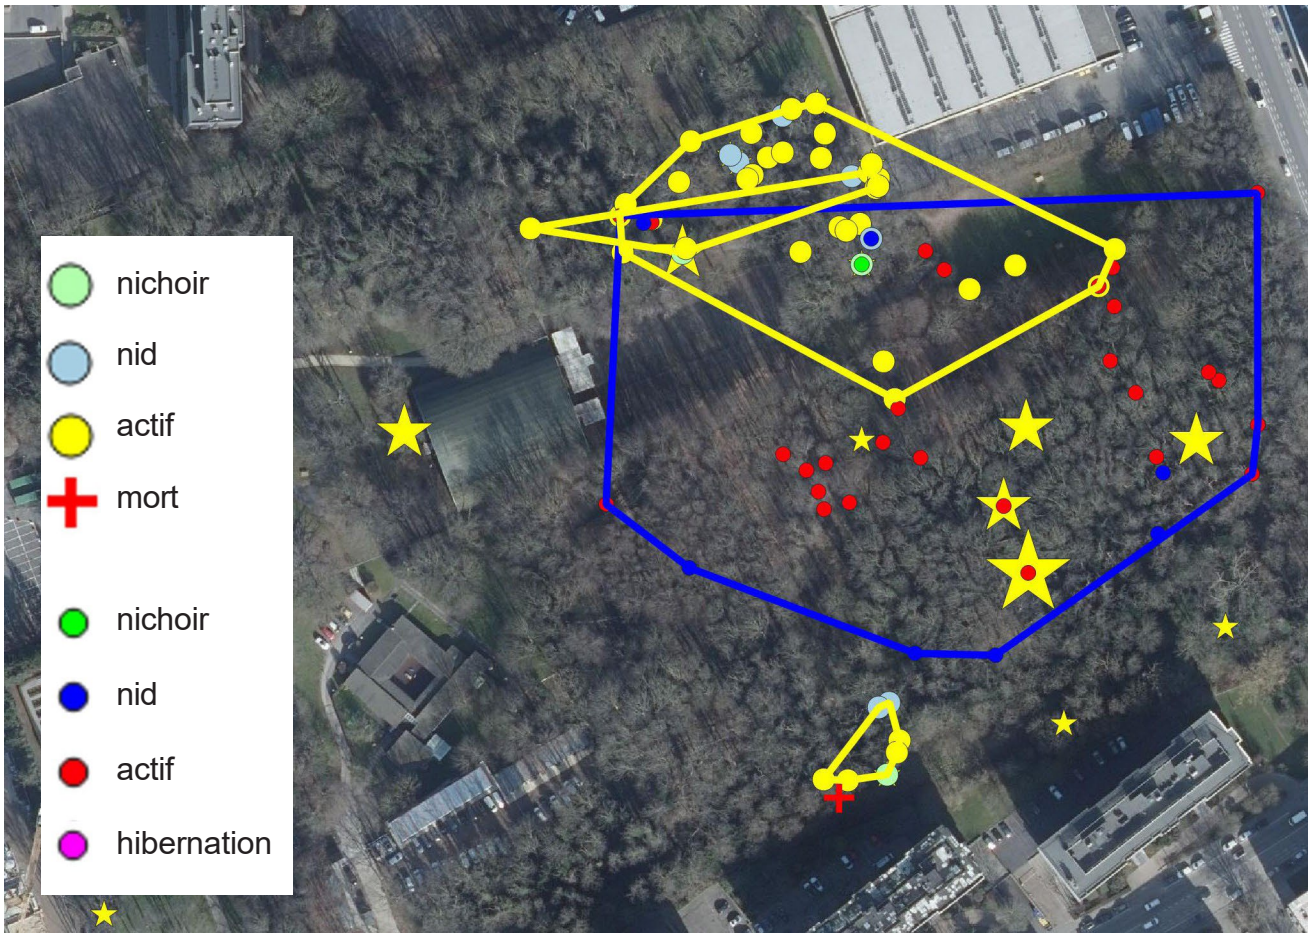 nichoir
nid
actif
mort
nichoir
nid
actif
hibernation